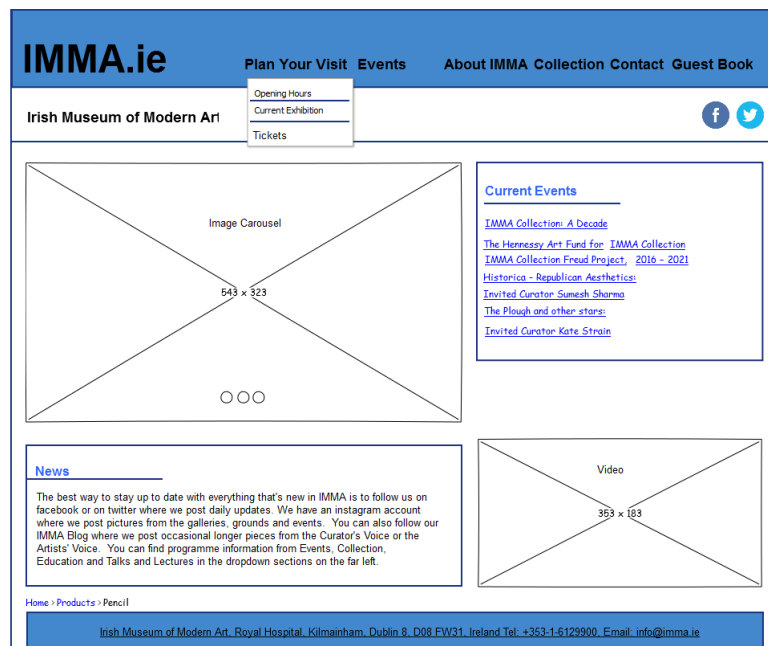 IMMA.ie
Plan Your Visit Events About IMMA Collection Contact Guest Book
Opening Hours
Current Exhibition
Tickets
Irish Museum of Modern Art
Image Carousel
543 x 323
Current Events
IMMA Collection: A Decade
The Hennessy Art Fund for IMMA Collection
IMMA Collection Freud Project, 2016 - 2021
Historica - Republican Aesthetics:
Invited Curator Sumesh Sharma
The Plough and other stars:
Invited Curator Kate Strain
News
The best way to stay up to date with everything that's new in IMMA is to follow us on
facebook or on twitter where we post daily updates. We have an instagram account
where we post pictures from the galleries, grounds and events. You can also follow our
IMMA Blog where we post occasional longer pieces from the Curator's Voice or the
Artists' Voice. You can find programme information from Events, Collection,
Education and Talks and Lectures in the dropdown sections on the far left.
Video
353 x 183
Home > Products > Pencil
Irish Museum of Modern Art, Royal Hospital, Kilmainham, Dublin 8, D08 FW31, Ireland Tel: +353-1-6129900, Email: info@imma.ie